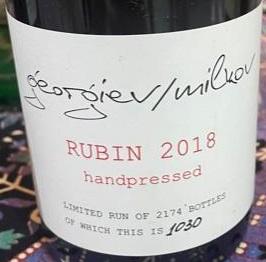 georgiev/milkov
RUBIN 2018
handpressed
LIMITED RUN OF 2174 BOTTLES
OF WHICH THIS IS 1030